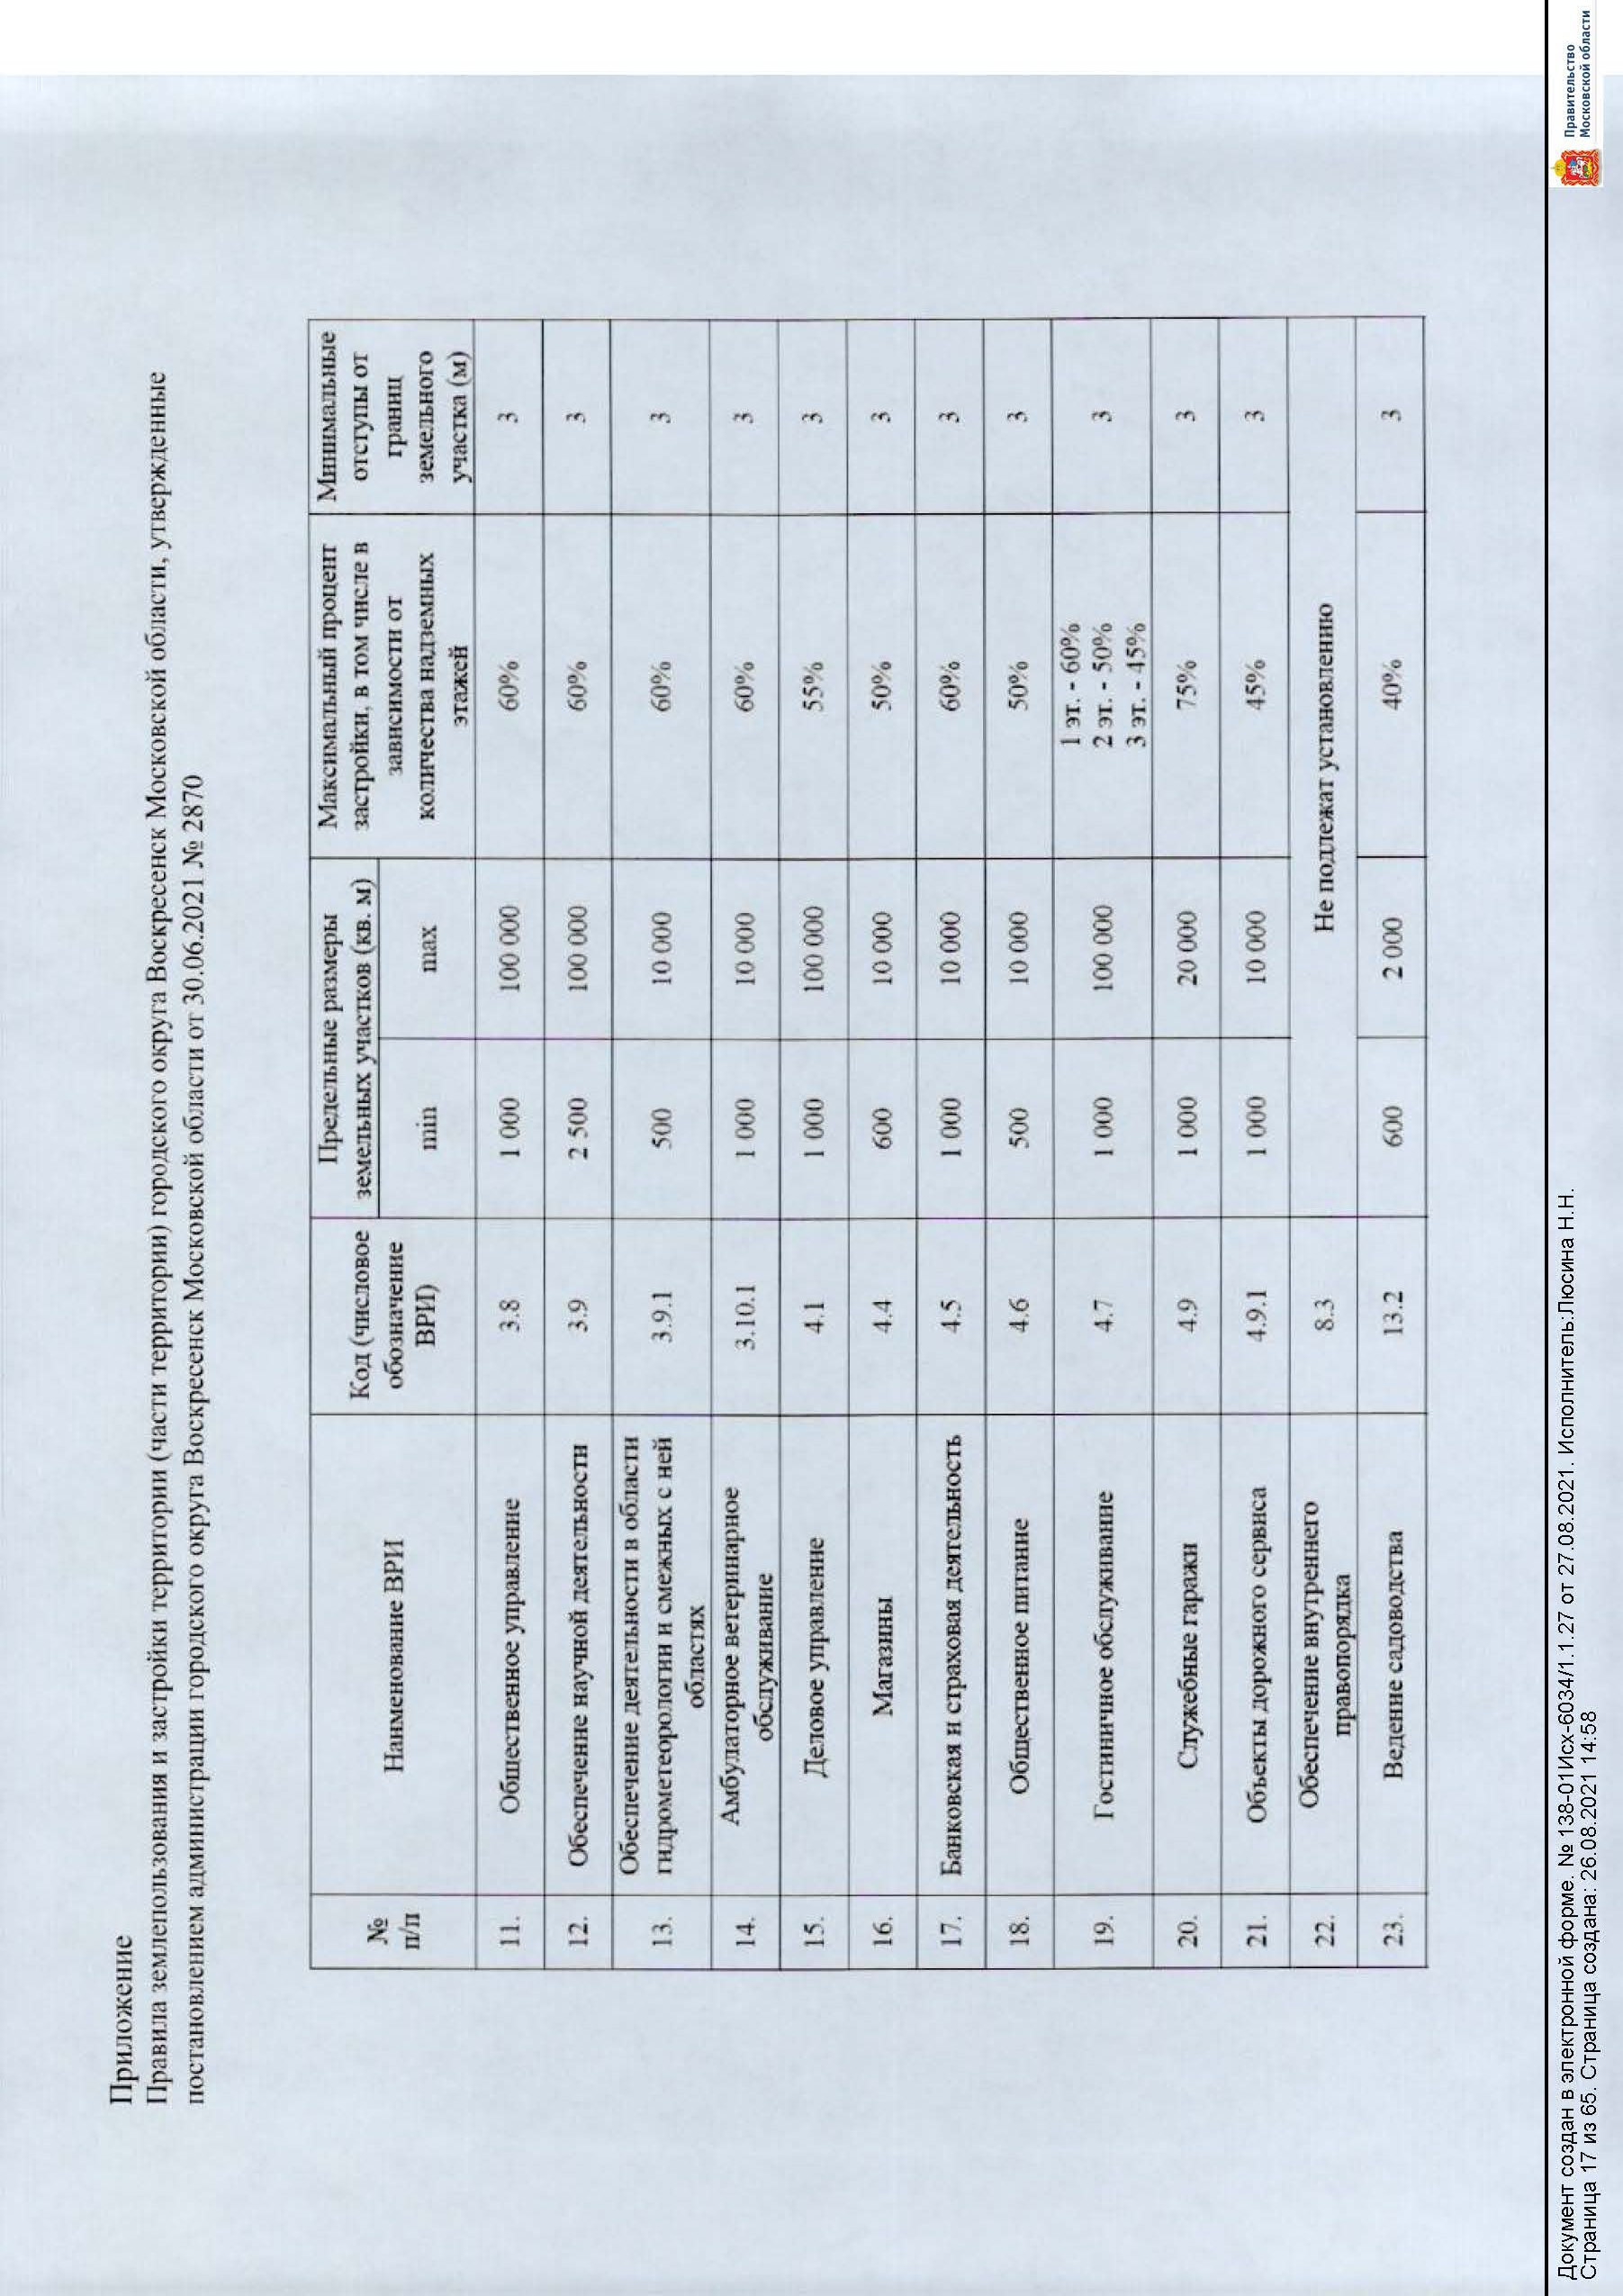 Приложение
Правила землепользования и застройки территории (части территории) городского округа Воскресенск Московской области, утвержденные
постановлением администрации городского округа Воскресенск Московской области от 30.06.2021 № 2870
№ п/п
Наименование ВРИ
Код (числовое
обозначение
ВРИ)
Предельные размеры
земельных участков (кв. м)
min
max
Максимальный процент
застройки, в том числе в
зависимости от
количества надземных
этажей
Минимальные
отступы от
границ
земельного
участка (м)
11. Общественное управление 3.8 1 000 100 000 60% 3
12. Обеспечение научной деятельности 3.9 2 500 100 000 60% 3
13. Обеспечение деятельности в области
гидрометеорологии и смежных с ней
областях
3.9.1 500 10 000 60% 3
14. Амбулаторное ветеринарное
обслуживание
3.10.1 1 000 10 000 60% 3
15. Деловое управление 4.1 1 000 100 000 55% 3
16. Магазины 4.4 600 10 000 50% 3
17. Банковская и страховая деятельность 4.5 1 000 10 000 60% 3
18. Общественное питание 4.6 500 10 000 50% 3
19. Гостиничное обслуживание 4.7 1 000 100 000
1 эт. - 60%
2 эт. - 50%
3 эт. - 45%
3
20. Служебные гаражи 4.9 1 000 20 000 75% 3
21. Объекты дорожного сервиса 4.9.1 1 000 10 000 45% 3
22. Обеспечение внутреннего
правопорядка
8.3 Не подлежат установлению
23. Ведение садоводства 13.2 600 2 000 40% 3
Документ создан в электронной форме. № 138-01Исх-6034/1.1.27 от 27.08.2021. Исполнитель:Люсина Н.Н.
Страница 17 из 65. Страница создана: 26.08.2021 14:58
Правительство
Московской области